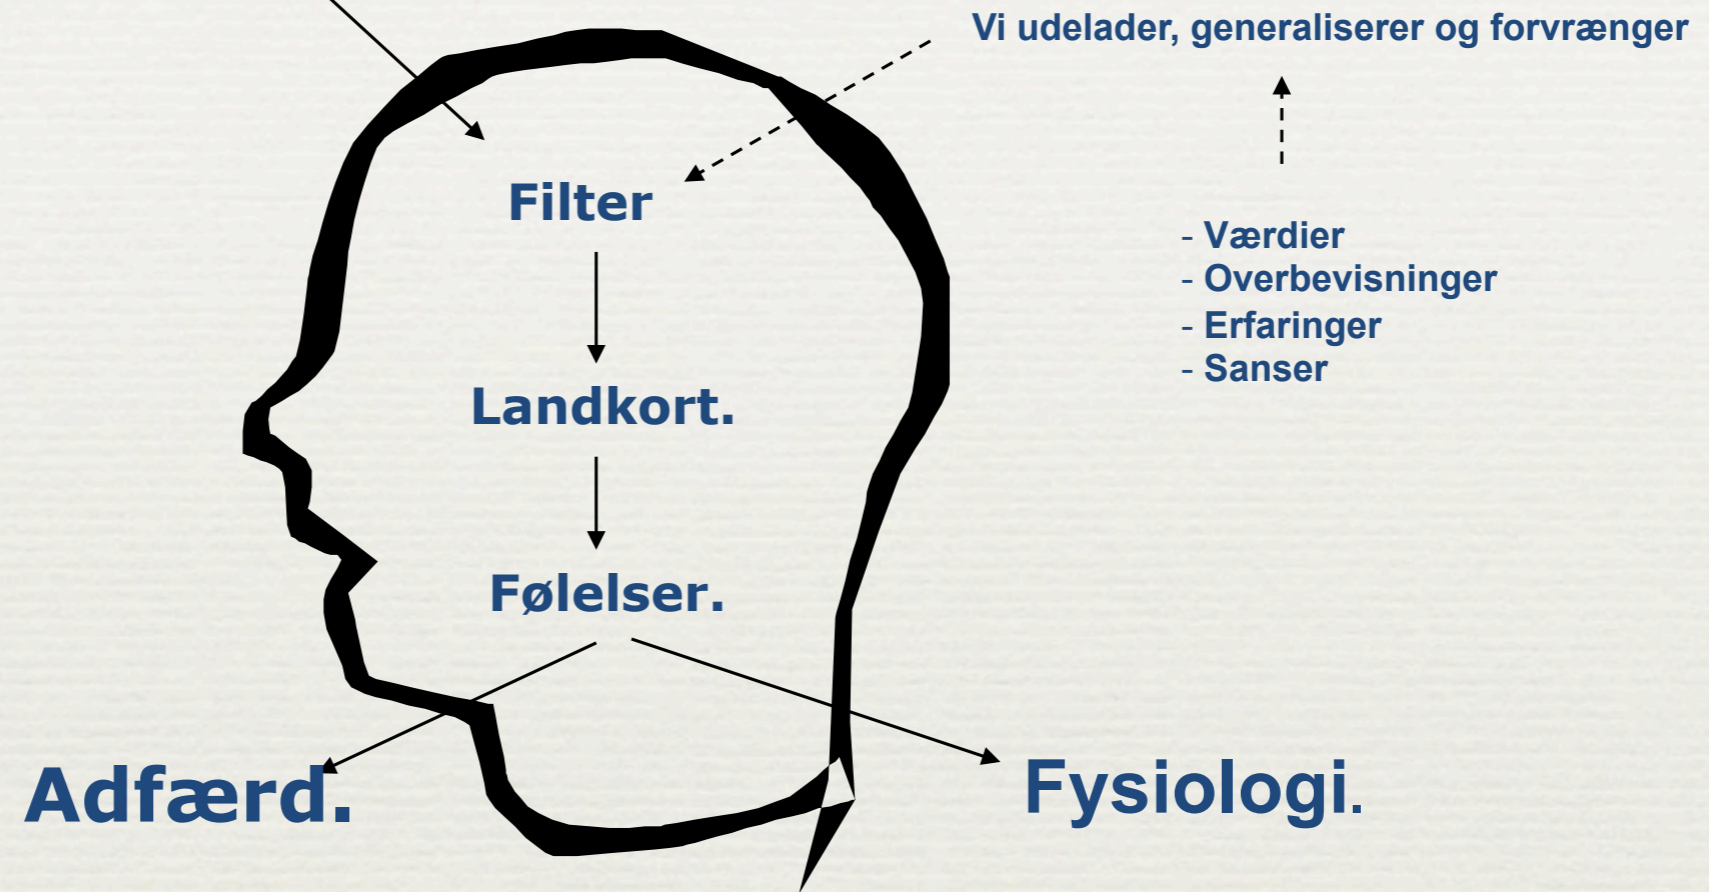 Vi udelader, generaliserer og forvrænger
Filter
- Værdier
- Overbevisninger
- Erfaringer
- Sanser
Landkort.
Følelser.
Adfærd.
Fysiologi.